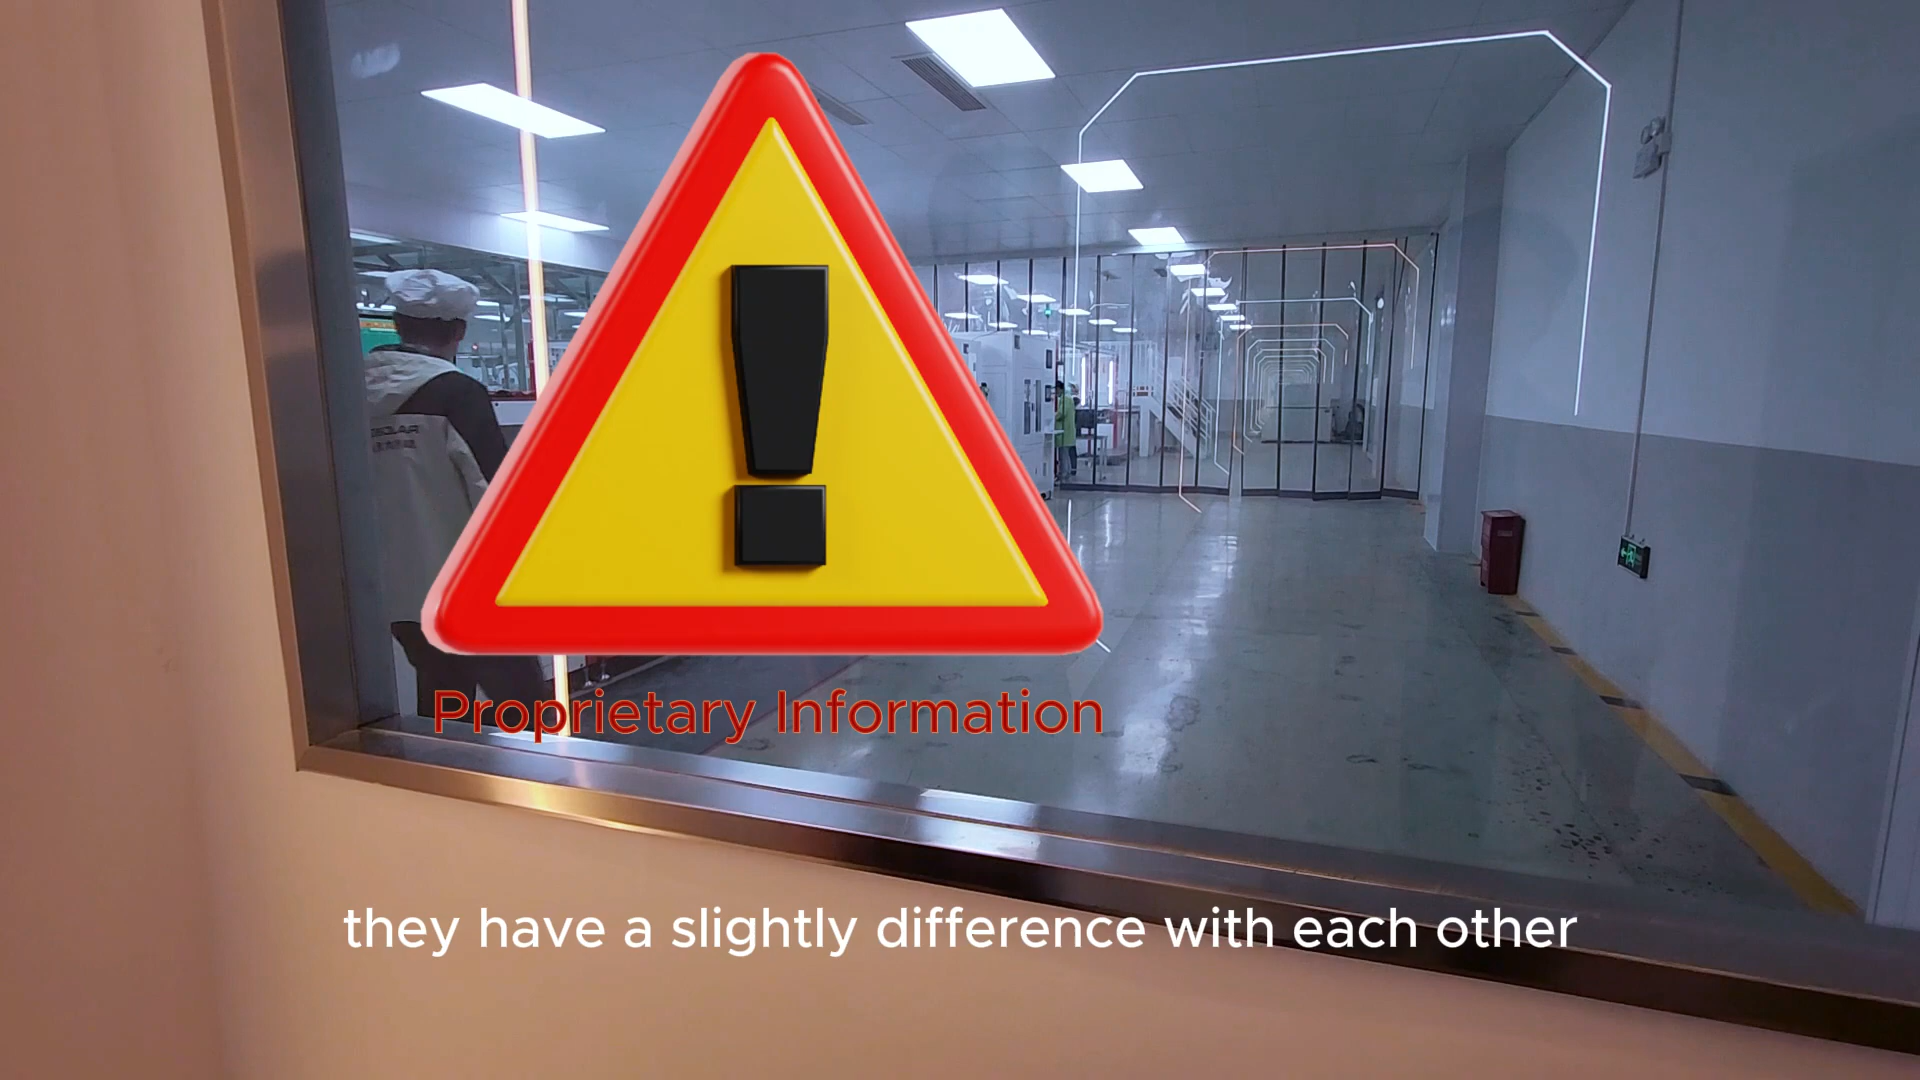 Proprietary Information
they have a slightly difference with each other